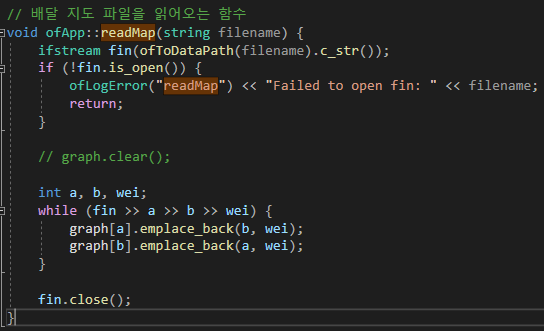 // 배달 지도 파일을 읽어오는 함수
void ofApp::readMap(string filename) {
ifstream fin(ofToDataPath(filename).c_str());
if (!fin.is_open()) {
ofLogError("readMap") << "Failed to open fin: " << filename;
return;
}
// graph.clear();
int a, b, wei;
while (fin >> a >> b >> wei) {
graph[a].emplace_back(b, wei);
graph[b].emplace_back(a, wei);
}
fin.close();
}